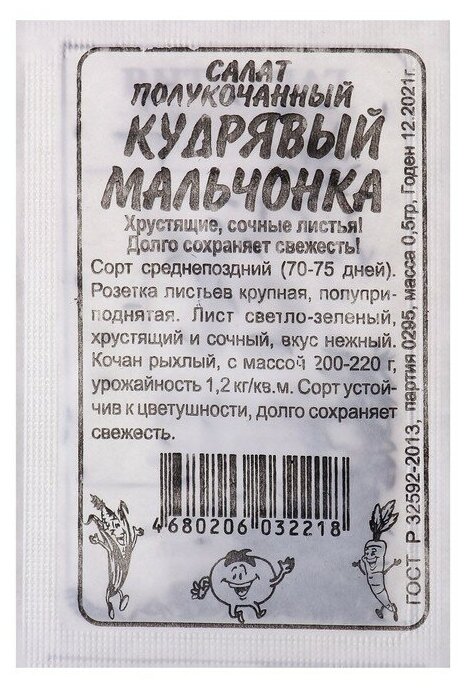 САЛАТ
ПОЛУКОЧАННЫЙ
КУДРЯВЫЙ
МАЛЬЧОНКА
Хрустящие, сочные листья!
Долго сохраняет свежесть!
Сорт среднепоздний (70-75 дней).
Розетка листьев крупная, полупри-
поднятая. Лист светло-зеленый,
хрустящий и сочный, вкус нежный.
Кочан рыхлый, с массой 200-220 г,
урожайность 1,2 кг/кв.м. Сорт устой-
чив к цветушности, долго сохраняет
свежесть.
4680206 032218
ГОСТ Р 32592-2013, партия 0295, масса 0,5гр, Годен 12.2021г.